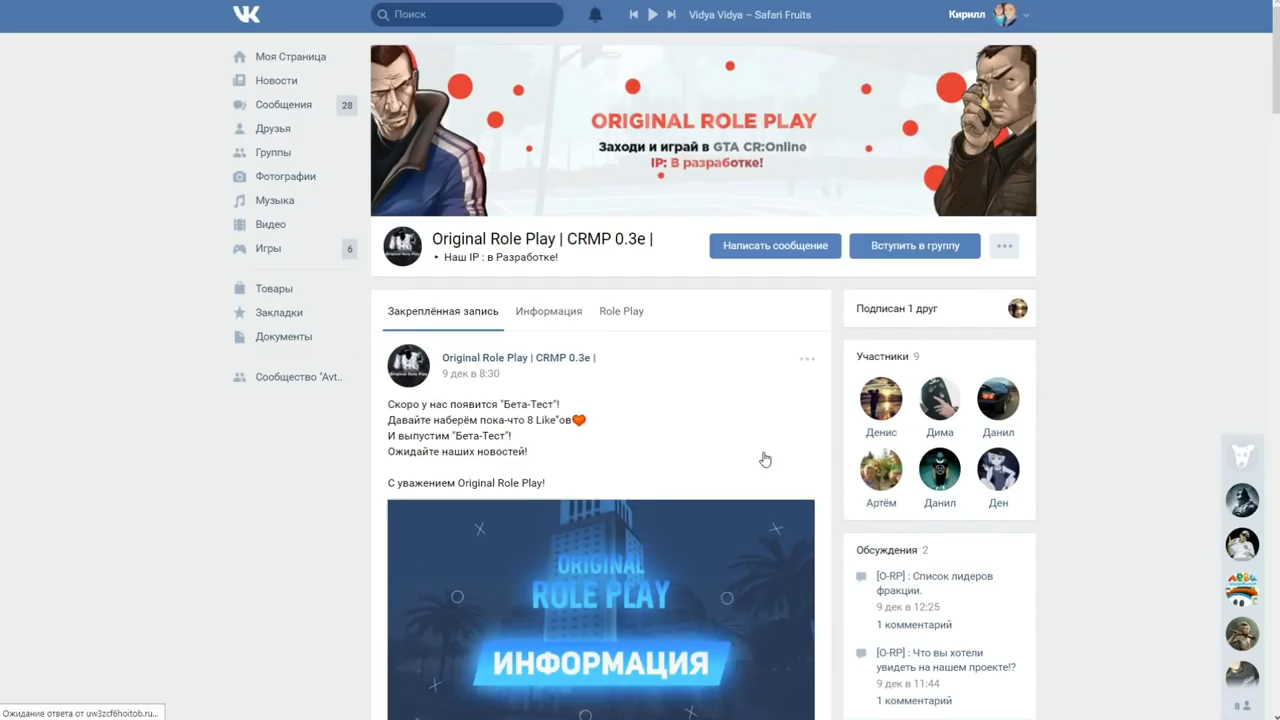 Поиск
Vidya Vidya – Safari Fruits
Кирилл
Моя Страница
Новости
Сообщения 28
Друзья
Группы
Фотографии
Музыка
Видео
Игры 6
Товары
Закладки
Документы
Сообщество "Avt..
ORIGINAL ROLE PLAY
Заходи и играй в GTA CR:Online
IP: В разработке!
Original Role Play | CRMP 0.3e |
‣ Наш IP : в Разработке!
Написать сообщение
Вступить в группу
Закреплённая запись
Информация
Role Play
Original Role Play | CRMP 0.3e |
9 дек в 8:30
Скоро у нас появится "Бета-Тест"!
Давайте наберём пока-что 8 Like"ов
И выпустим "Бета-Тест"!
Ожидайте наших новостей!
С уважением Original Role Play!
ORIGINAL
ROLE PLAY
ИНФОРМАЦИЯ
Подписан 1 друг
Участники 9
Денис
Дима
Данил
Артём
Данил
Ден
Обсуждения 2
[O-RP] : Список лидеров
фракции.
9 дек в 12:25
1 комментарий
[O-RP] : Что вы хотели
увидеть на нашем проекте!?
9 дек в 11:44
1 комментарий
8
Ожидание ответа от uw3zcf6hoitob.ru...